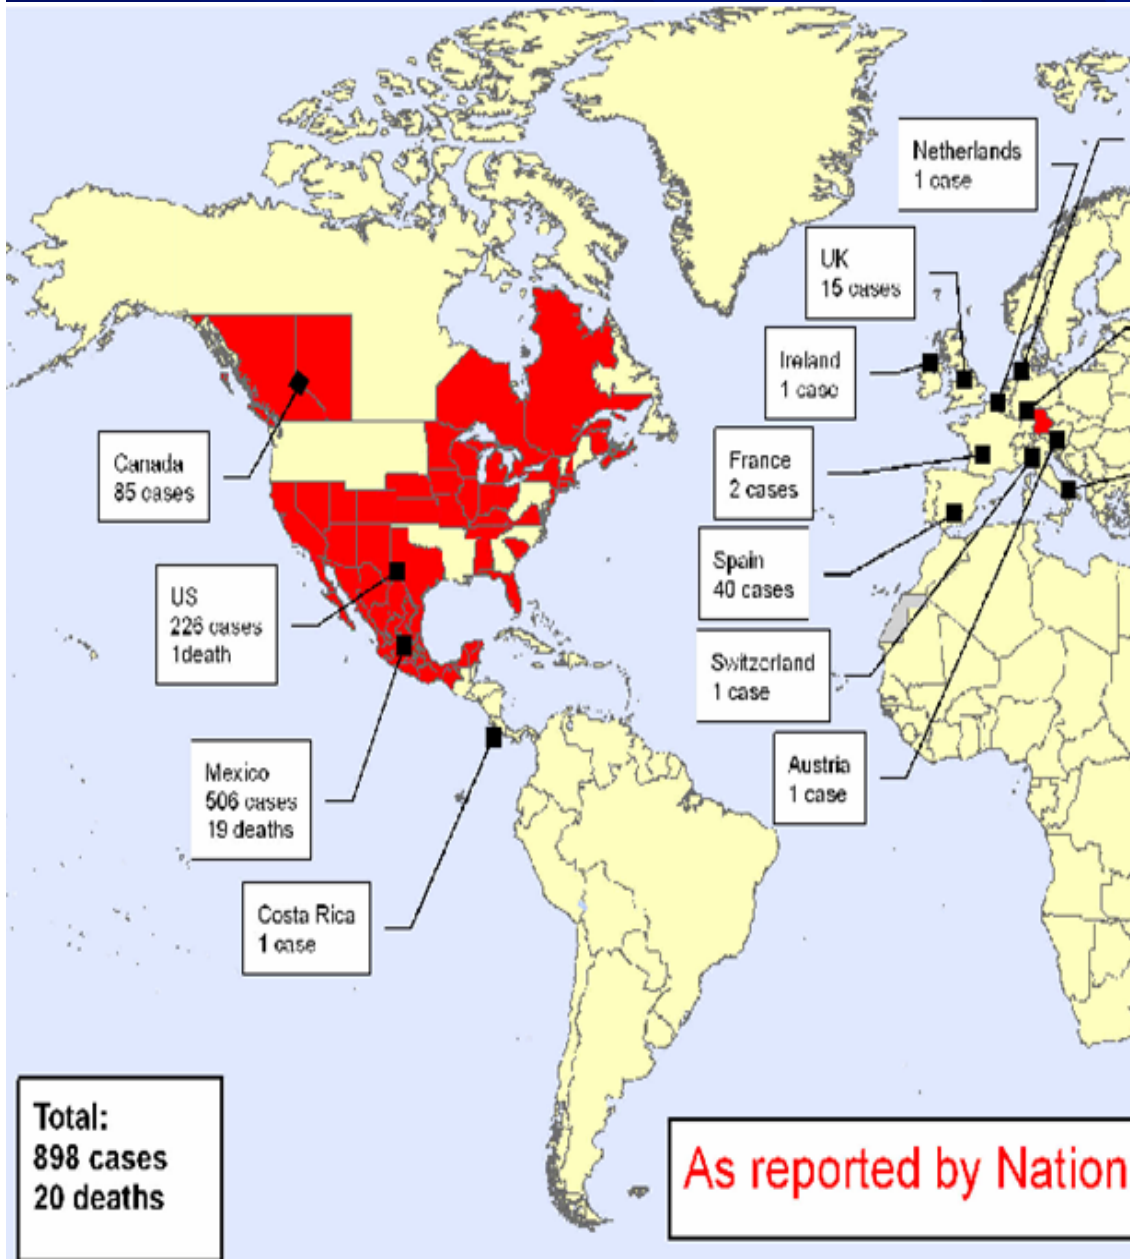 Netherlands
1 case
UK
15 cases
Ireland
1 case
Canada
85 cases
France
2 cases
US
226 cases
1death
Spain
40 cases
Switzerland
1 case
Mexico
506 cases
19 deaths
Austria
1 case
Costa Rica
1 case
Total:
898 cases
20 deaths
As reported by Nation